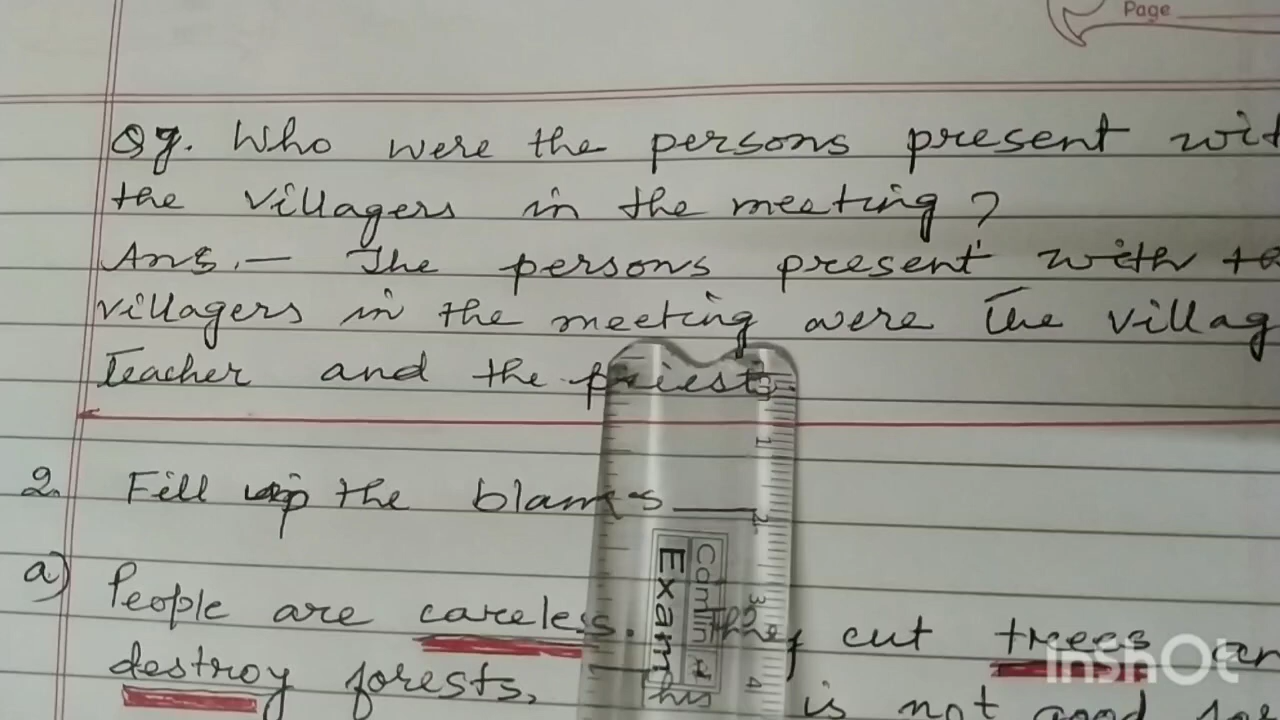 Page
Q7. Who were the persons present wit
the villagers in the meeting?
Ans.— The persons present with
villagers in the meeting were The villag
Teacher and the priest.
2. Fill up the blanks
a) People are careless. They cut trees an
destroy forests. is not good for
Camlin
Exam
InShOt